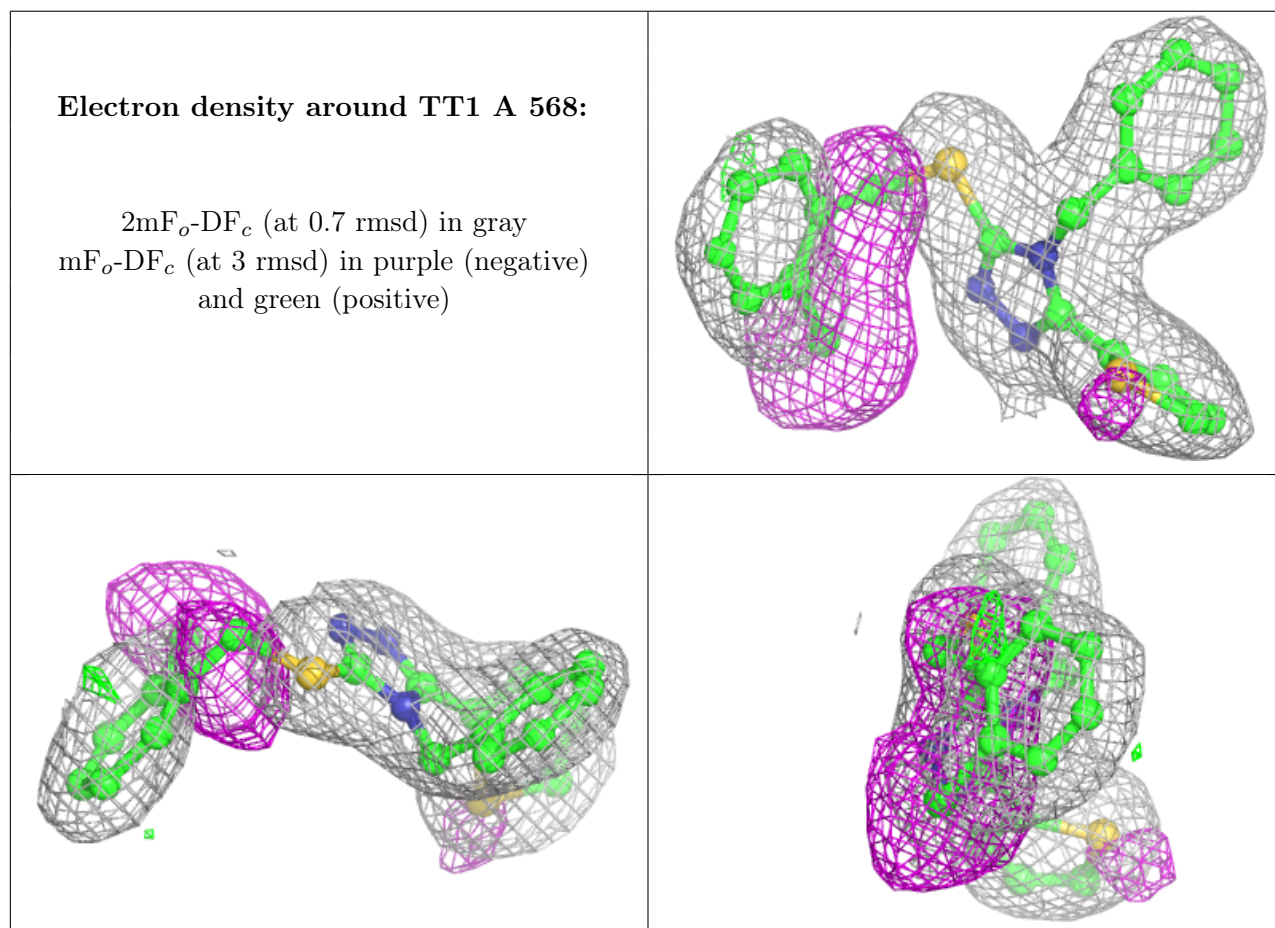 Electron density around TT1 A 568:
2mFo-DFc (at 0.7 rmsd) in gray
mFo-DFc (at 3 rmsd) in purple (negative)
and green (positive)